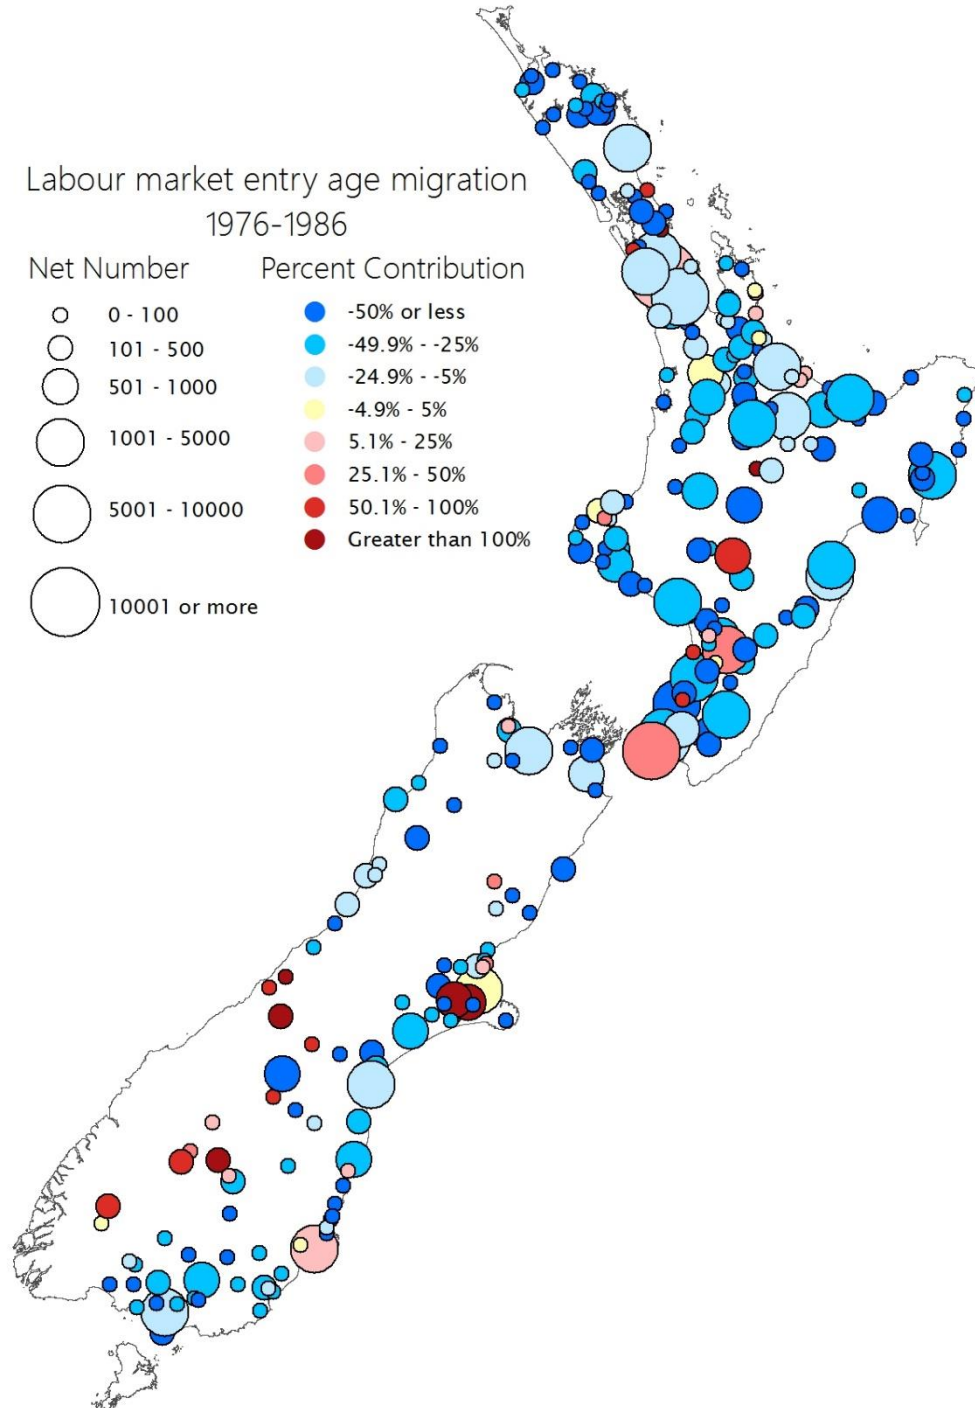 Labour market entry age migration
1976-1986
Net Number
0 - 100
101 - 500
501 - 1000
1001 - 5000
5001 - 10000
10001 or more
Percent Contribution
-50% or less
-49.9% - -25%
-24.9% - -5%
-4.9% - 5%
5.1% - 25%
25.1% - 50%
50.1% - 100%
Greater than 100%